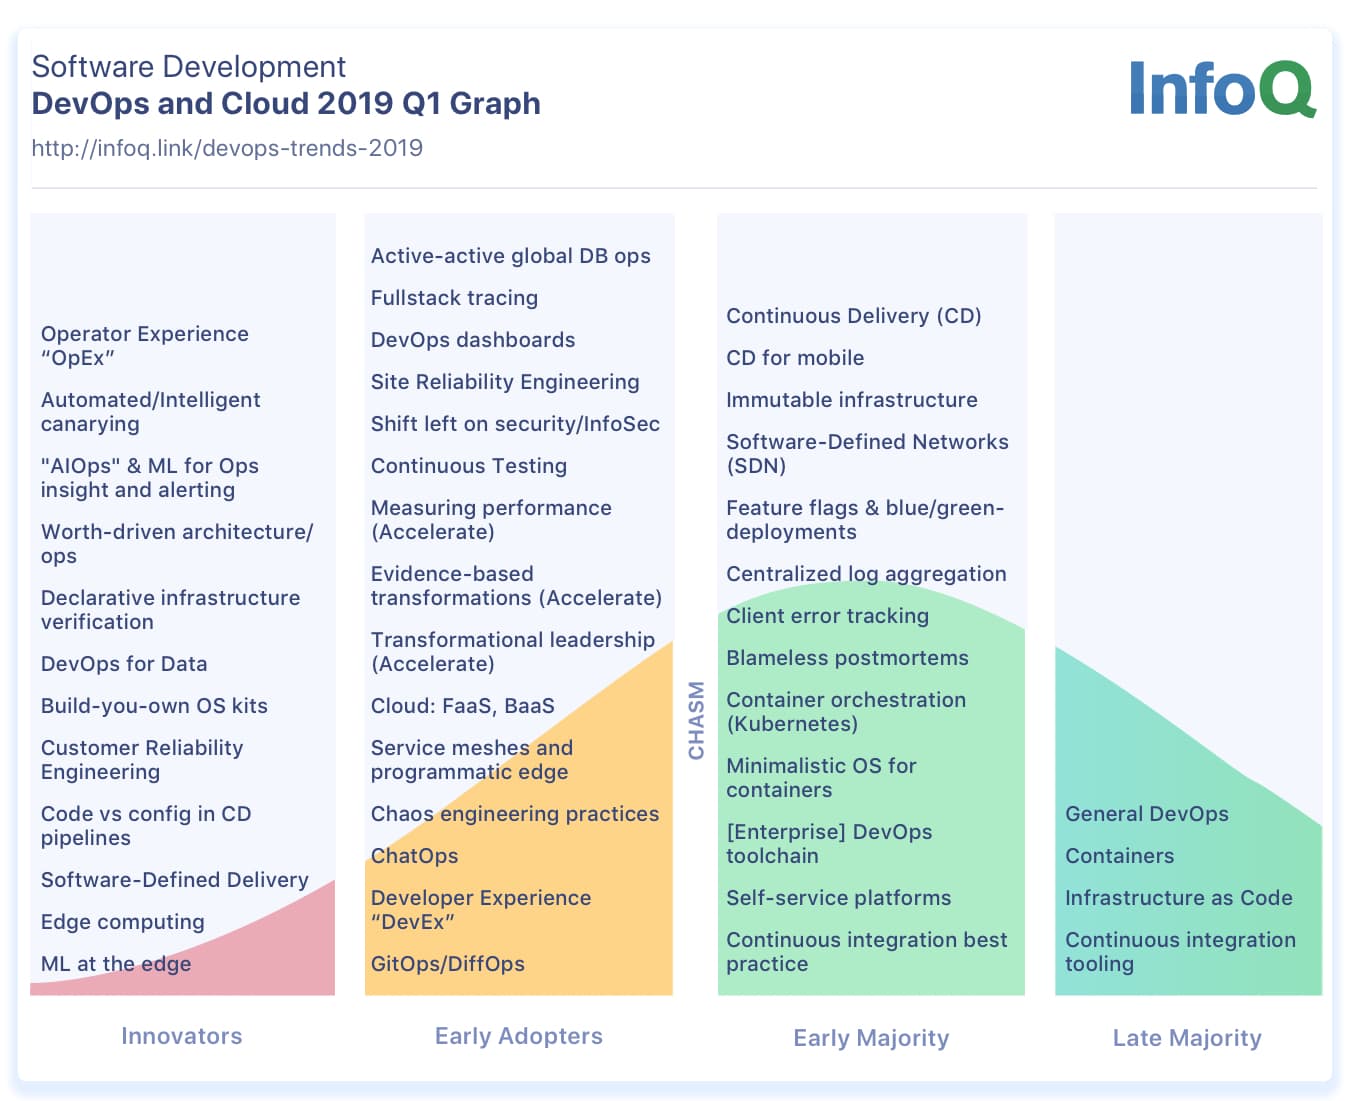 Software Development
DevOps and Cloud 2019 Q1 Graph
http://infoq.link/devops-trends-2019
InfoQ
Operator Experience
“OpEx”
Automated/Intelligent
canarying
"AIOps" & ML for Ops
insight and alerting
Worth-driven architecture/
ops
Declarative infrastructure
verification
DevOps for Data
Build-you-own OS kits
Customer Reliability
Engineering
Code vs config in CD
pipelines
Software-Defined Delivery
Edge computing
ML at the edge
Innovators
Active-active global DB ops
Fullstack tracing
DevOps dashboards
Site Reliability Engineering
Shift left on security/InfoSec
Continuous Testing
Measuring performance
(Accelerate)
Evidence-based
transformations (Accelerate)
Transformational leadership
(Accelerate)
Cloud: FaaS, BaaS
Service meshes and
programmatic edge
Chaos engineering practices
ChatOps
Developer Experience
“DevEx”
GitOps/DiffOps
Early Adopters
CHASM
Continuous Delivery (CD)
CD for mobile
Immutable infrastructure
Software-Defined Networks
(SDN)
Feature flags & blue/green-
deployments
Centralized log aggregation
Client error tracking
Blameless postmortems
Container orchestration
(Kubernetes)
Minimalistic OS for
containers
[Enterprise] DevOps
toolchain
Self-service platforms
Continuous integration best
practice
Early Majority
General DevOps
Containers
Infrastructure as Code
Continuous integration
tooling
Late Majority